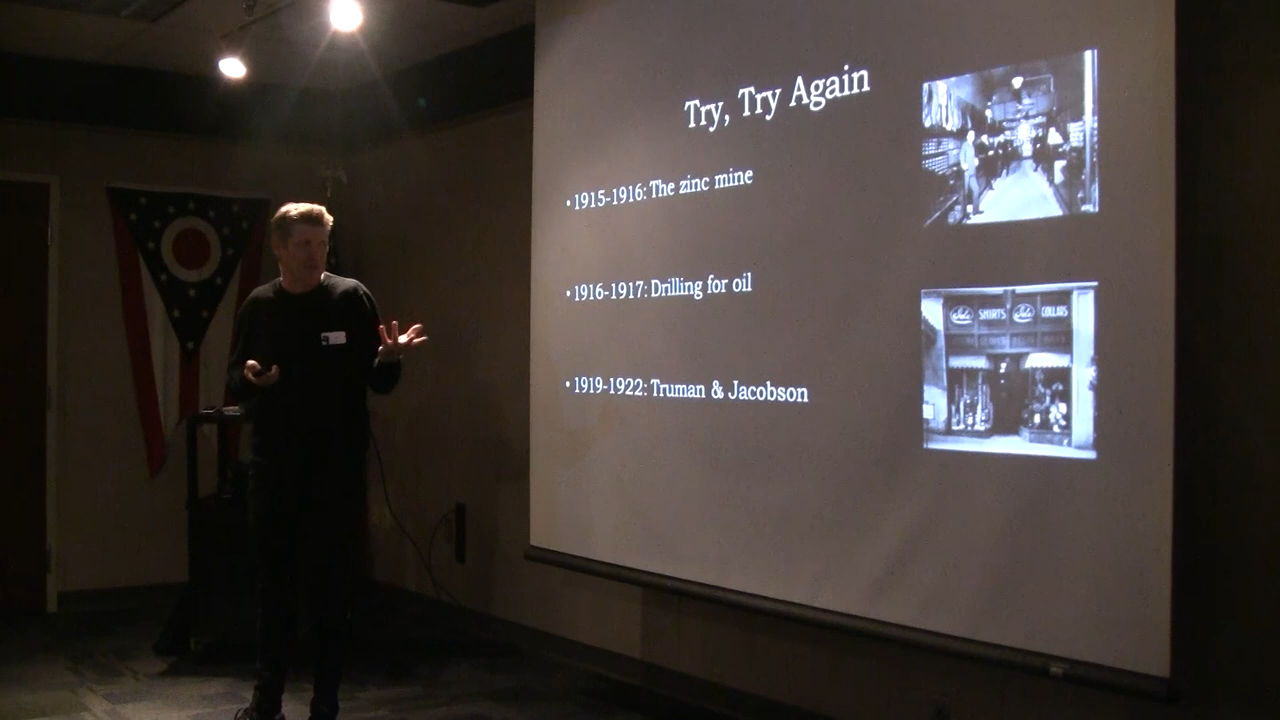 Try, Try Again
• 1915-1916: The zinc mine
• 1916-1917: Drilling for oil
• 1919-1922: Truman & Jacobson
SHIRTS
COLLARS